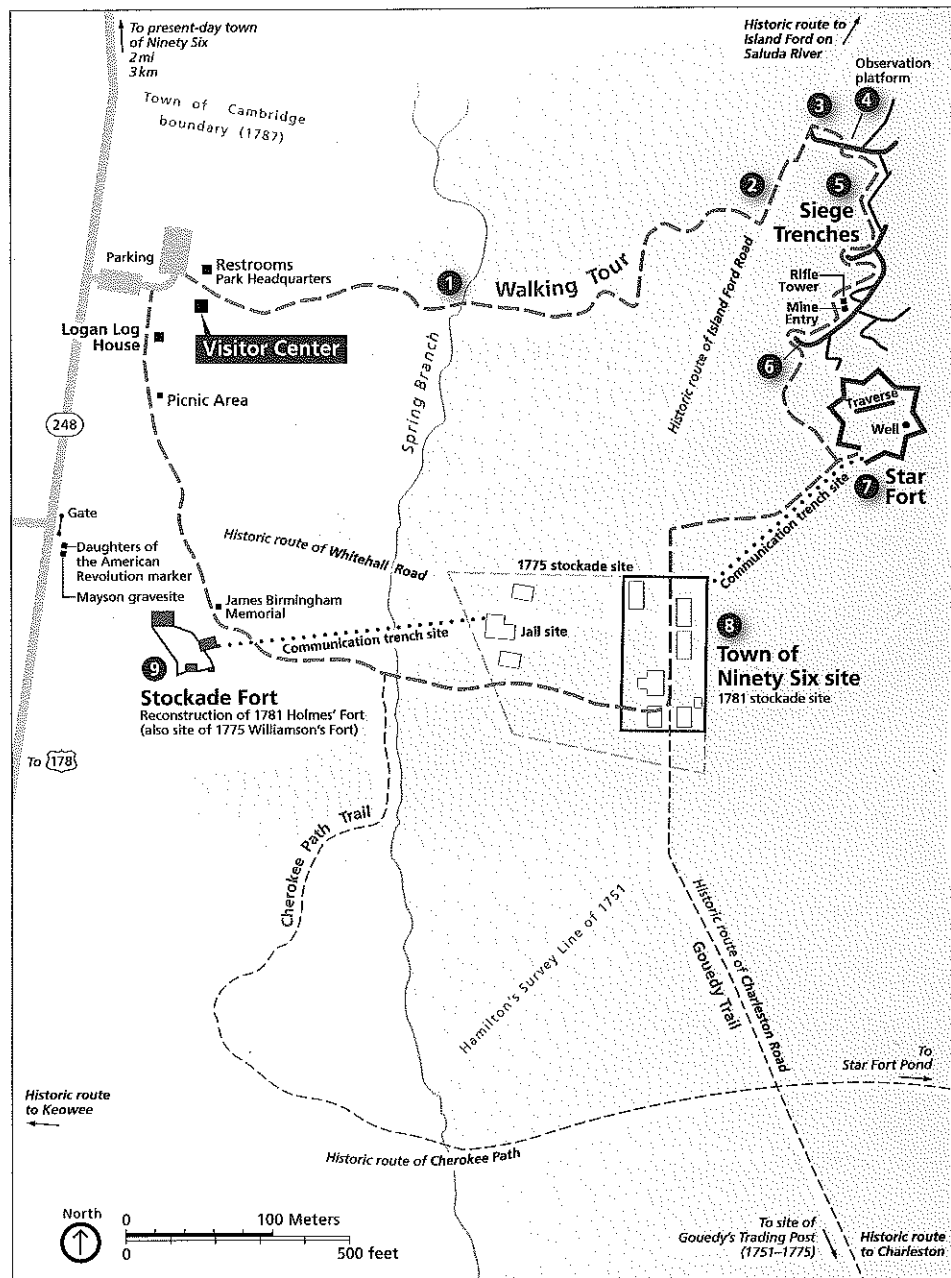 To present-day town
of Ninety Six
2 mi
3 km
Historic route to
Island Ford on
Saluda River
Observation
platform
Town of Cambridge
boundary (1787)
3
4
2
5
Siege
Trenches
Parking
Restrooms
Park Headquarters
1
Walking Tour
Rifle
Tower
Mine
Entry
Logan Log
House
Visitor Center
Historic route of Island Ford Road
6
Picnic Area
Spring Branch
Traverse
Well
248
7
Star
Fort
Gate
Communication trench site
Daughters of
the American
Revolution marker
Mayson gravesite
Historic route of Whitehall Road
1775 stockade site
James Birmingham
Memorial
Communication trench site
Jail site
8
Town of
Ninety Six site
1781 stockade site
9
Stockade Fort
Reconstruction of 1781 Holmes' Fort
(also site of 1775 Williamson's Fort)
To 178
Cherokee Path Trail
Hamilton's Survey Line of 1751
Historic route of Charleston Road
Gouedy Trail
To
Star Fort Pond
Historic route
to Keowee
Historic route of Cherokee Path
North
0 100 Meters
0 500 feet
To site of
Gouedy's Trading Post
(1751–1775)
Historic route
to Charleston